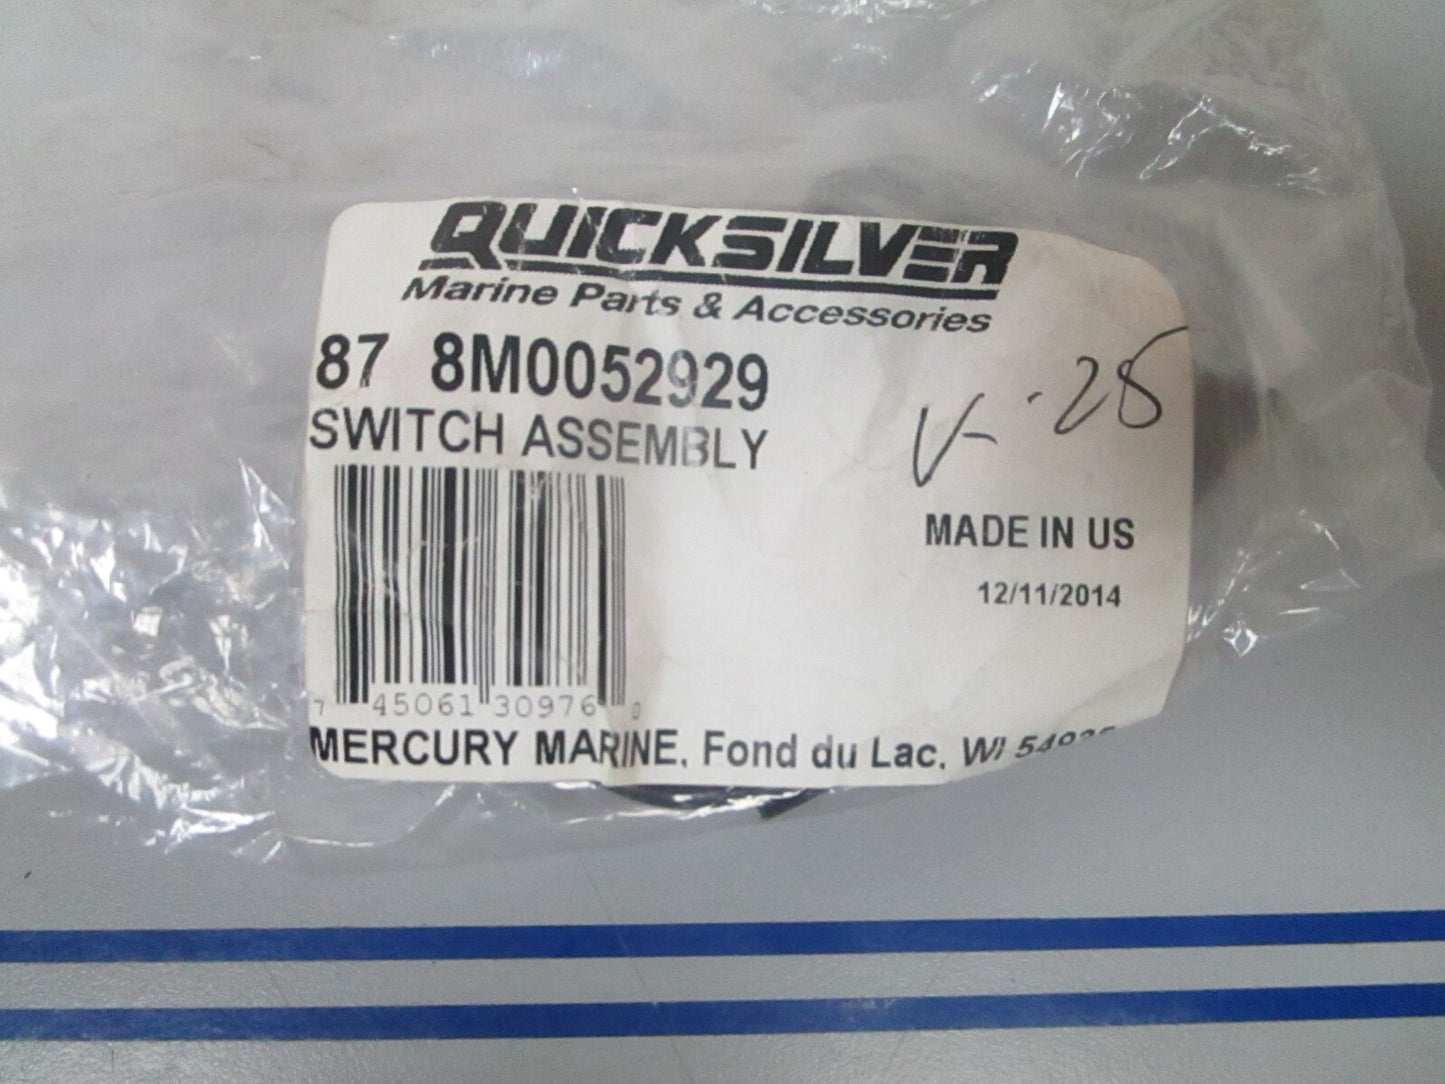 QUICKSILVER
Marine Parts & Accessories
87 8M0052929
SWITCH ASSEMBLY
V-28
MADE IN US
12/11/2014
7 45061 30976 0
MERCURY MARINE, Fond du Lac, WI